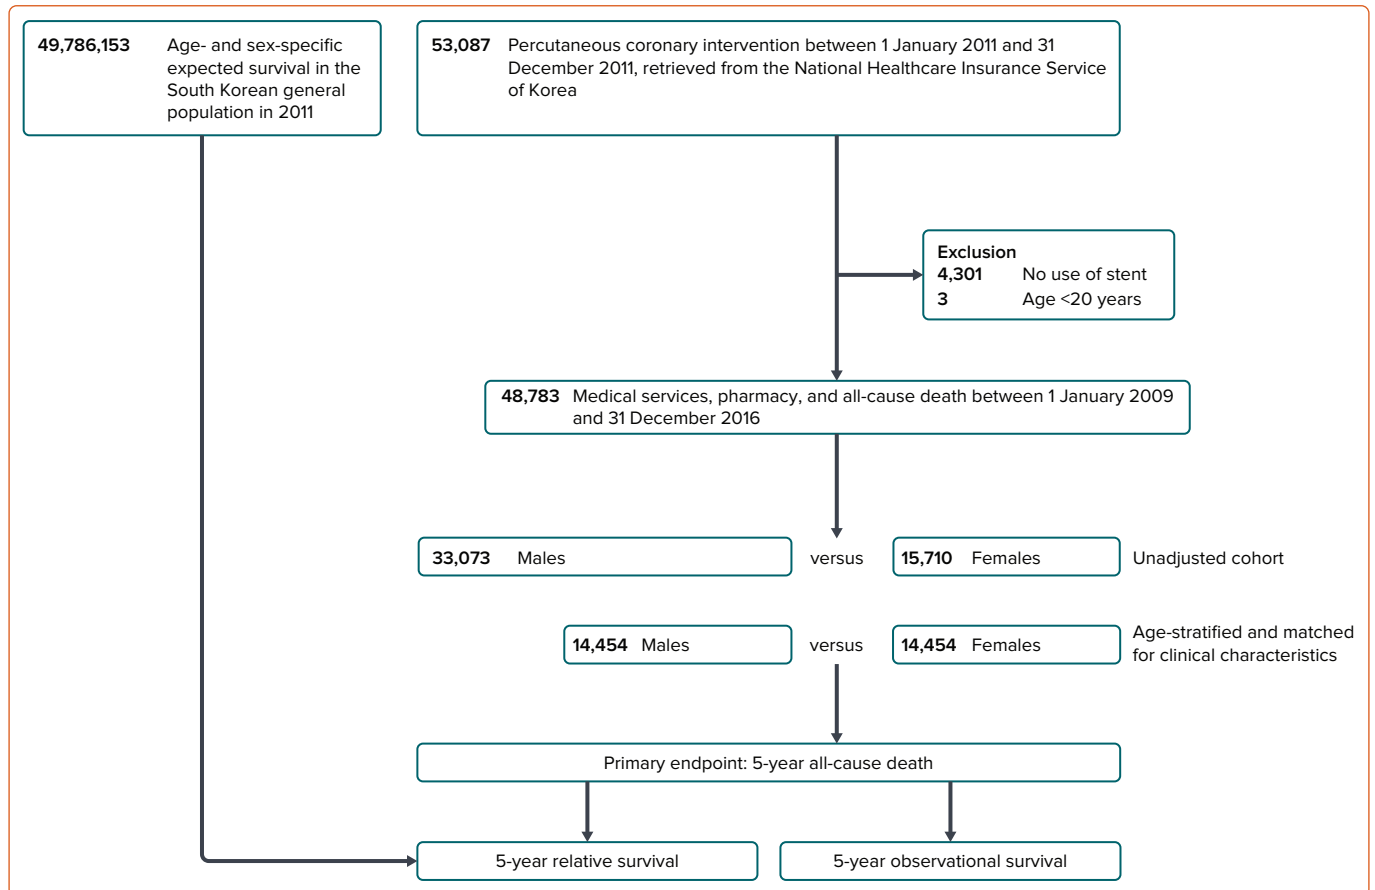 49,786,153 Age- and sex-specific
expected survival in the
South Korean general
population in 2011
53,087 Percutaneous coronary intervention between 1 January 2011 and 31
December 2011, retrieved from the National Healthcare Insurance Service
of Korea
Exclusion
4,301 No use of stent
3 Age <20 years
48,783 Medical services, pharmacy, and all-cause death between 1 January 2009
and 31 December 2016
33,073 Males versus 15,710 Females Unadjusted cohort
14,454 Males versus 14,454 Females Age-stratified and matched
for clinical characteristics
Primary endpoint: 5-year all-cause death
5-year relative survival 5-year observational survival